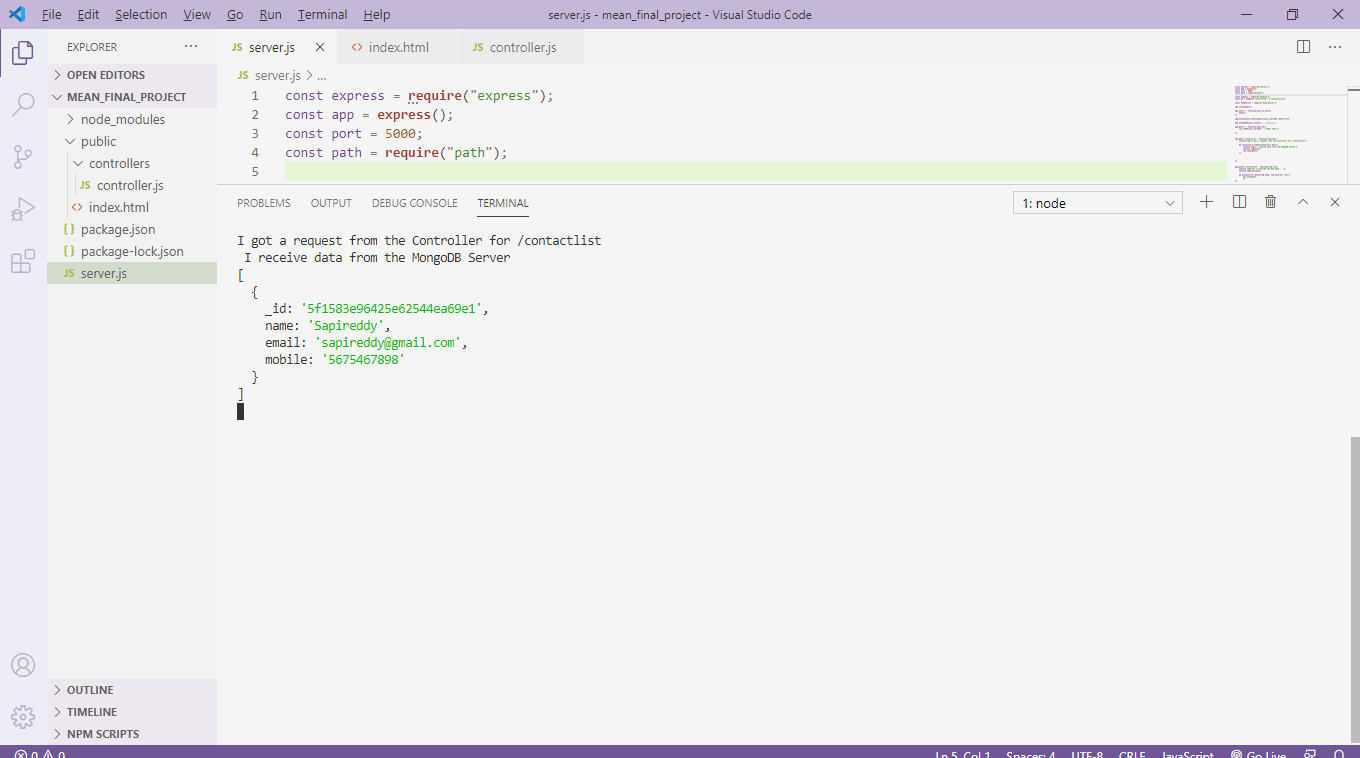 File Edit Selection View Go Run Terminal Help server.js - mean_final_project - Visual Studio Code
EXPLORER ...
OPEN EDITORS
MEAN_FINAL_PROJECT
node_modules
public
controllers
JS controller.js
<> index.html
{} package.json
{} package-lock.json
JS server.js
OUTLINE
TIMELINE
NPM SCRIPTS
JS server.js <> index.html JS controller.js
JS server.js > ...
1 const express = require("express");
2 const app = express();
3 const port = 5000;
4 const path = require("path");
5
PROBLEMS OUTPUT DEBUG CONSOLE TERMINAL 1: node
I got a request from the Controller for /contactlist
I receive data from the MongoDB Server
[
{
_id: '5f1583e96425e62544ea69e1',
name: 'Sapireddy',
email: 'sapireddy@gmail.com',
mobile: '5675467898'
}
]
0 0 Ln 5, Col 1 Spaces: 4 UTF-8 CRLF JavaScript Go Live